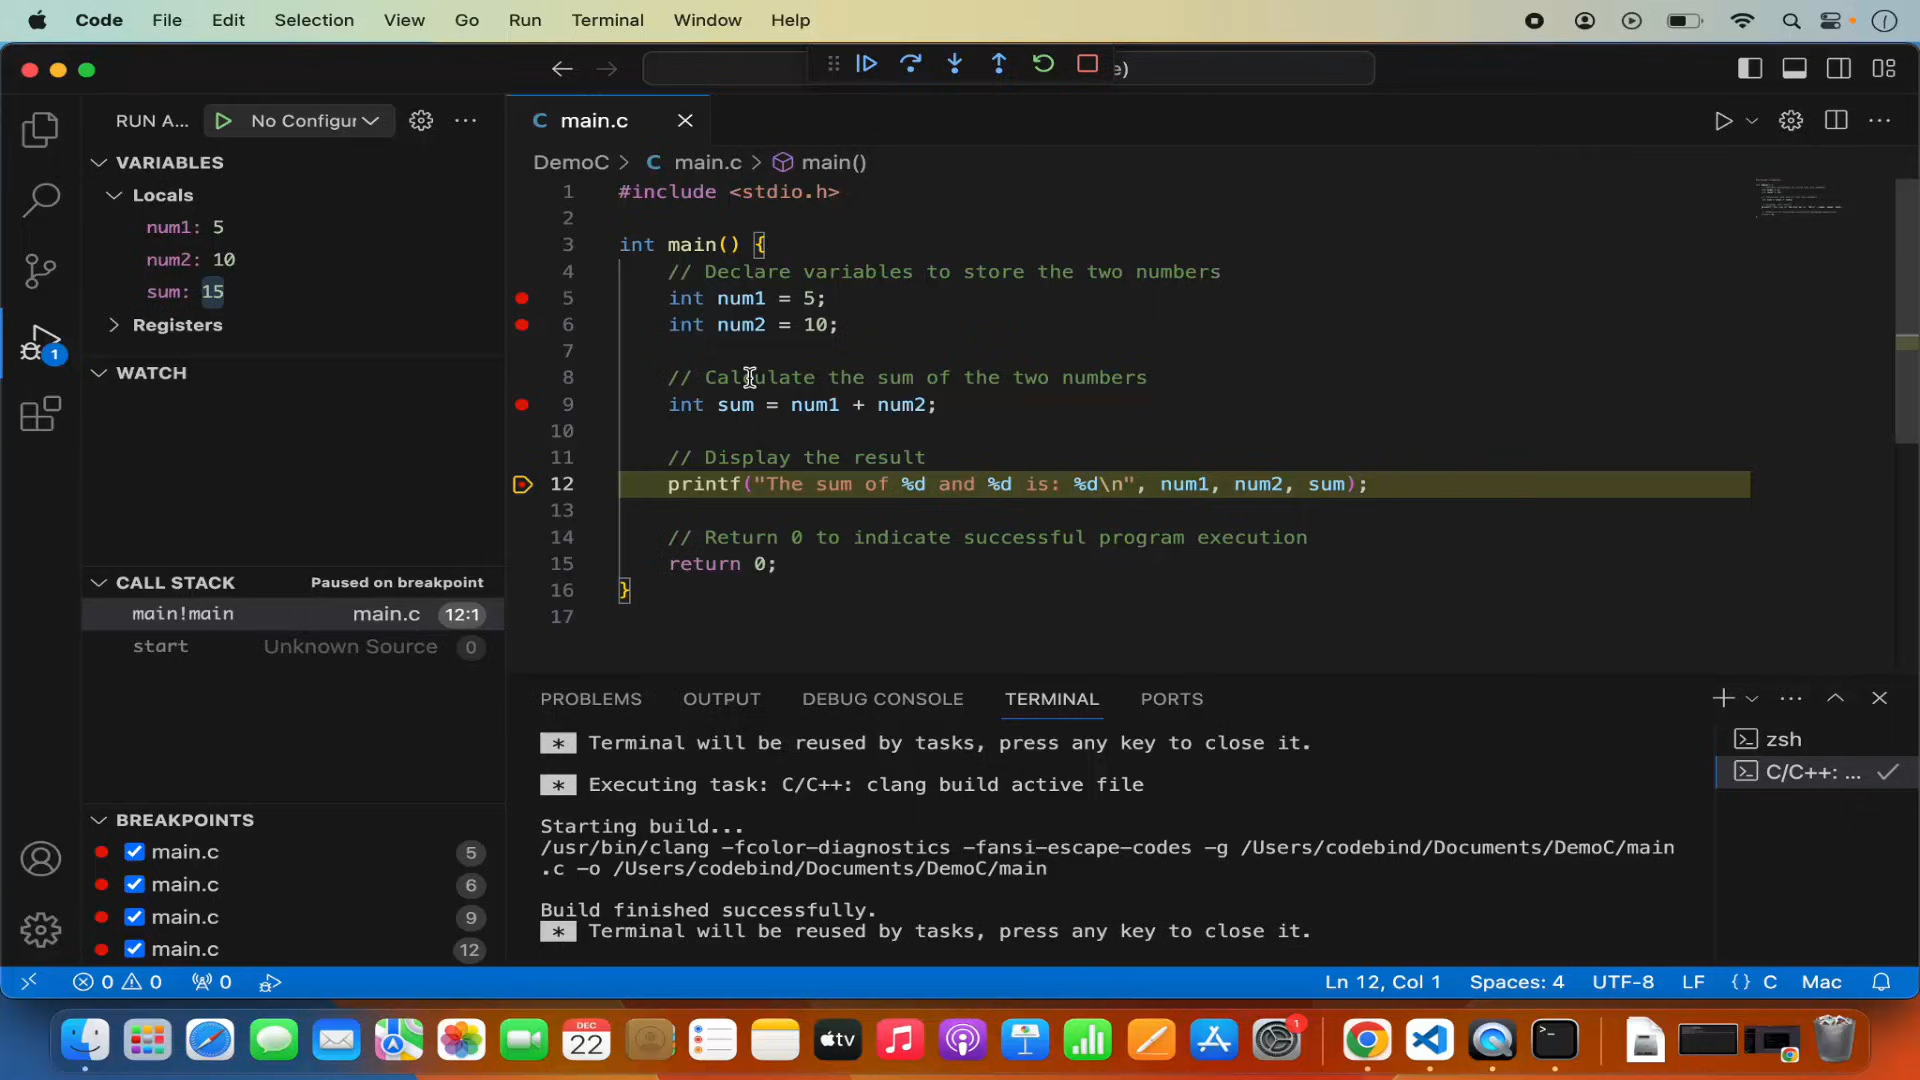 Code File Edit Selection View Go Run Terminal Window Help
e)
RUN A... No Configur
VARIABLES
Locals
num1: 5
num2: 10
sum: 15
Registers
WATCH
CALL STACK Paused on breakpoint
main!main main.c 12:1
start Unknown Source 0
BREAKPOINTS
main.c 5
main.c 6
main.c 9
main.c 12
1
main.c
DemoC > C main.c > main()
1 #include <stdio.h>
2
3 int main() {
4 // Declare variables to store the two numbers
5 int num1 = 5;
6 int num2 = 10;
7
8 // Calculate the sum of the two numbers
9 int sum = num1 + num2;
10
11 // Display the result
12 printf("The sum of %d and %d is: %d\n", num1, num2, sum);
13
14 // Return 0 to indicate successful program execution
15 return 0;
16 }
17
PROBLEMS OUTPUT DEBUG CONSOLE TERMINAL PORTS
* Terminal will be reused by tasks, press any key to close it.
* Executing task: C/C++: clang build active file
Starting build...
/usr/bin/clang -fcolor-diagnostics -fansi-escape-codes -g /Users/codebind/Documents/DemoC/main
.c -o /Users/codebind/Documents/DemoC/main
Build finished successfully.
* Terminal will be reused by tasks, press any key to close it.
zsh
C/C++: ...
0 0 0 Ln 12, Col 1 Spaces: 4 UTF-8 LF {} C Mac
DEC
22
tv
1